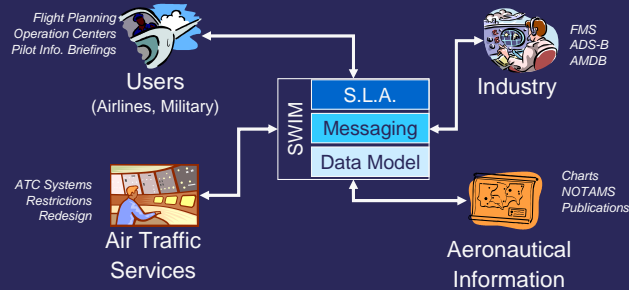 Flight Planning
Operation Centers
Pilot Info. Briefings
Users
(Airlines, Military)
FMS
ADS-B
AMDB
Industry
SWIM
S.L.A.
Messaging
Data Model
ATC Systems
Restrictions
Redesign
Air Traffic
Services
Charts
NOTAMS
Publications
Aeronautical
Information